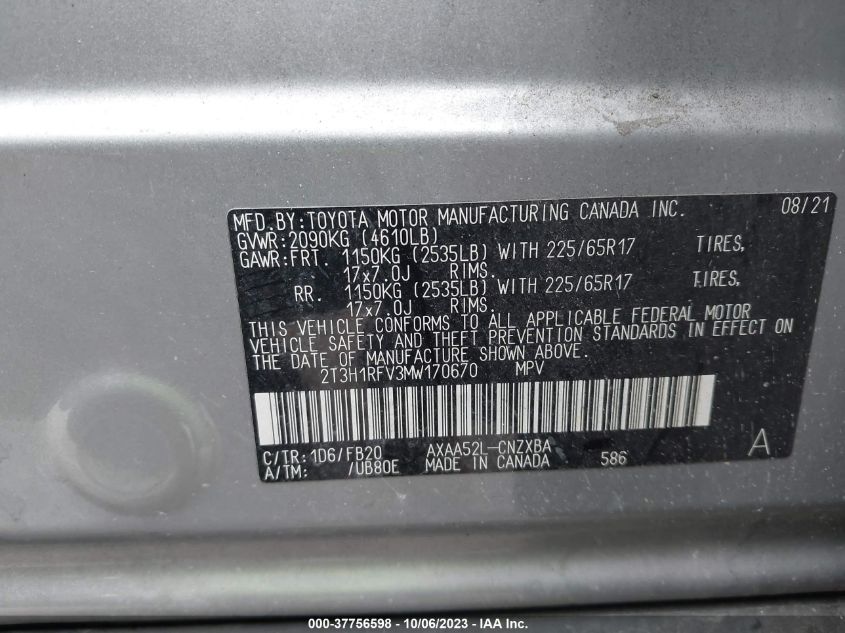 MFD.BY:TOYOTA MOTOR MANUFACTURING CANADA INC. 08/21
GVWR:2090KG (4610LB)
GAWR:FRT. 1150KG (2535LB) WITH 225/65R17 TIRES,
17x7.0J RIMS.
RR. 1150KG (2535LB) WITH 225/65R17 TIRES,
17x7.0J RIMS.
THIS VEHICLE CONFORMS TO ALL APPLICABLE FEDERAL MOTOR
VEHICLE SAFETY AND THEFT PREVENTION STANDARDS IN EFFECT ON
THE DATE OF MANUFACTURE SHOWN ABOVE.
2T3H1RFV3MW170670 MPV
C/TR:1D6/FB20 AXAA52L-CNZXBA A
A/TM: /UB80E MADE IN CANADA 586
000-37756598 - 10/06/2023 - IAA Inc.